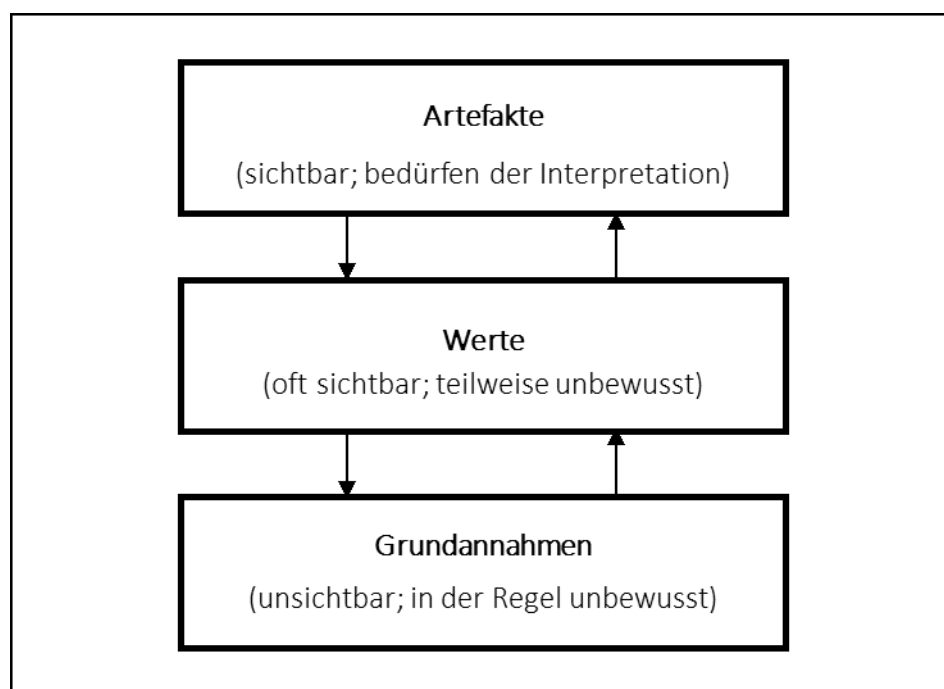 Artefakte
(sichtbar; bedürfen der Interpretation)
Werte
(oft sichtbar; teilweise unbewusst)
Grundannahmen
(unsichtbar; in der Regel unbewusst)